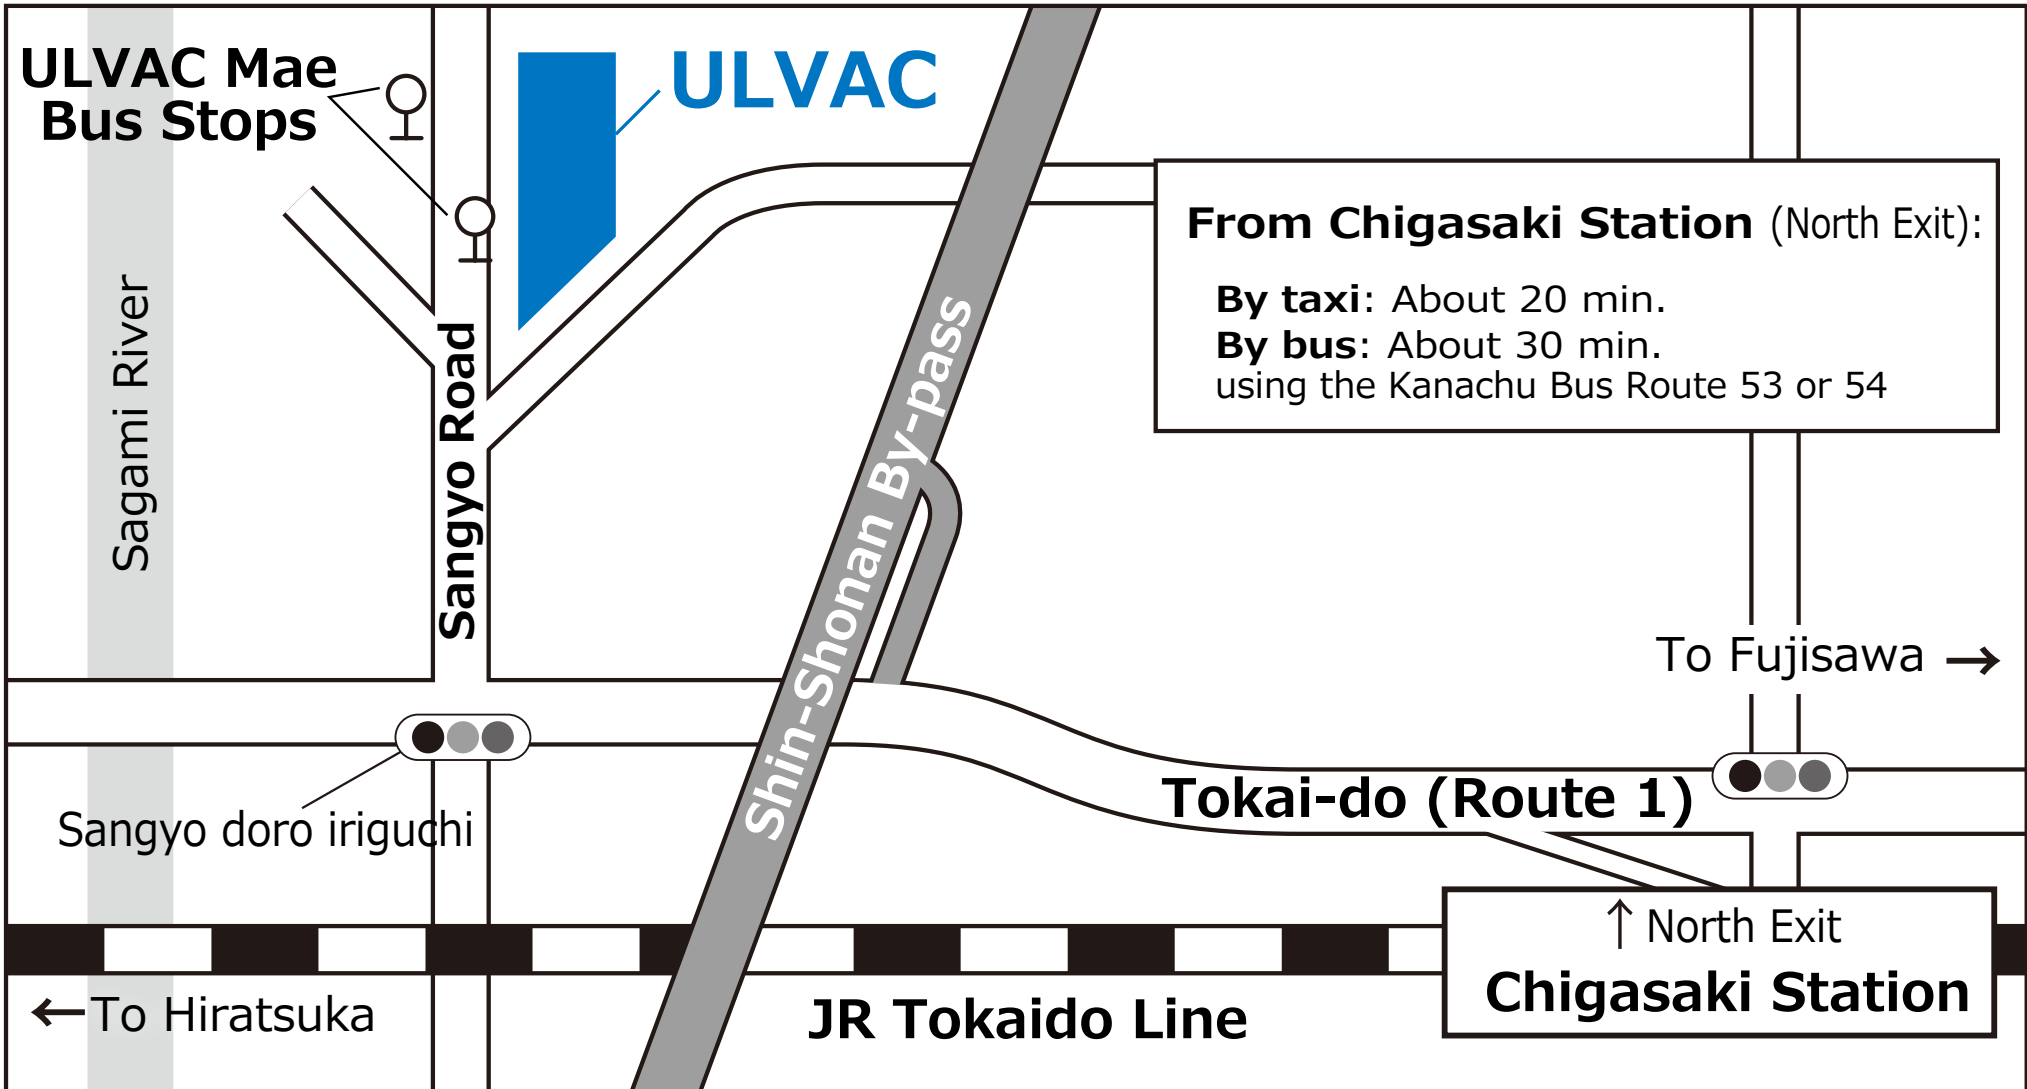 ULVAC Mae
Bus Stops
ULVAC
From Chigasaki Station (North Exit):
By taxi: About 20 min.
By bus: About 30 min.
using the Kanachu Bus Route 53 or 54
Sagami River
Sangyo Road
Shin-Shonan By-pass
To Fujisawa →
Tokai-do (Route 1)
Sangyo doro iriguchi
↑ North Exit
Chigasaki Station
← To Hiratsuka
JR Tokaido Line